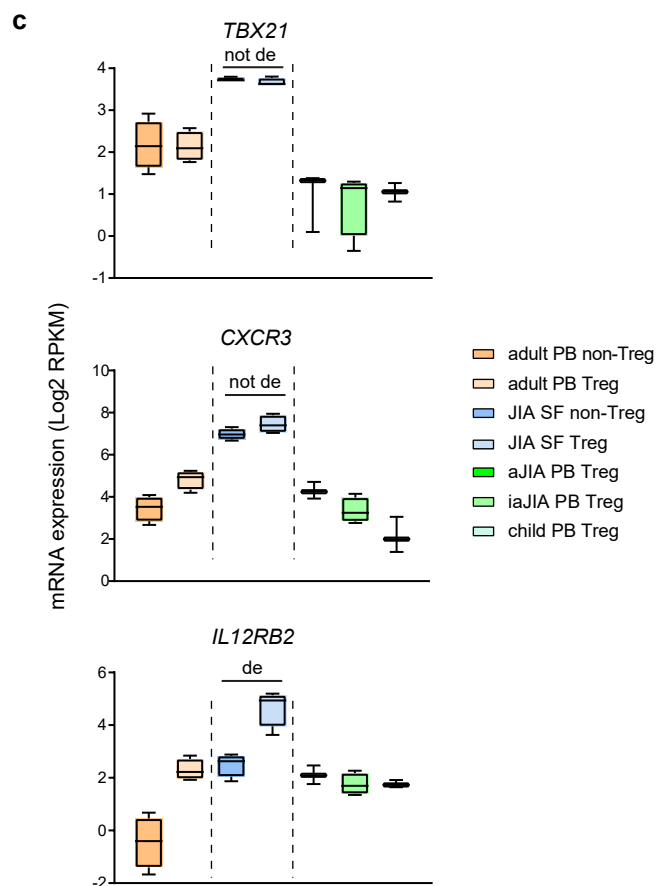 c
TBX21
not de
4
3
2
1
0
-1
mRNA expression (Log2 RPKM)
CXCR3
not de
10
8
6
4
2
0
adult PB non-Treg
adult PB Treg
JIA SF non-Treg
JIA SF Treg
aJIA PB Treg
iaJIA PB Treg
child PB Treg
IL12RB2
de
6
4
2
0
-2